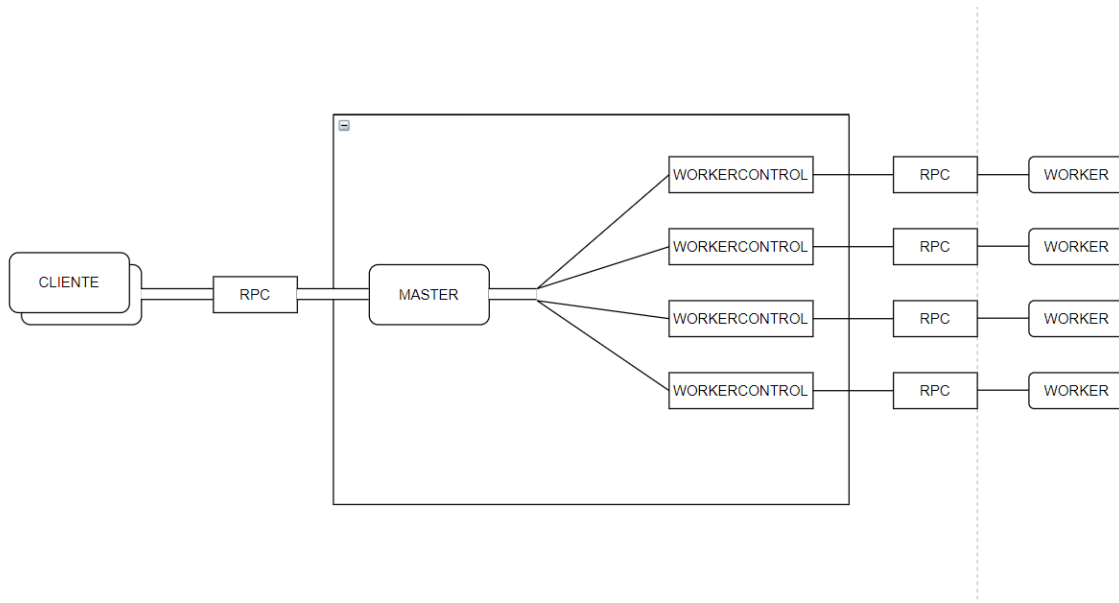 WORKERCONTROL
RPC
WORKER
WORKERCONTROL
RPC
WORKER
CLIENTE
RPC
MASTER
WORKERCONTROL
RPC
WORKER
WORKERCONTROL
RPC
WORKER